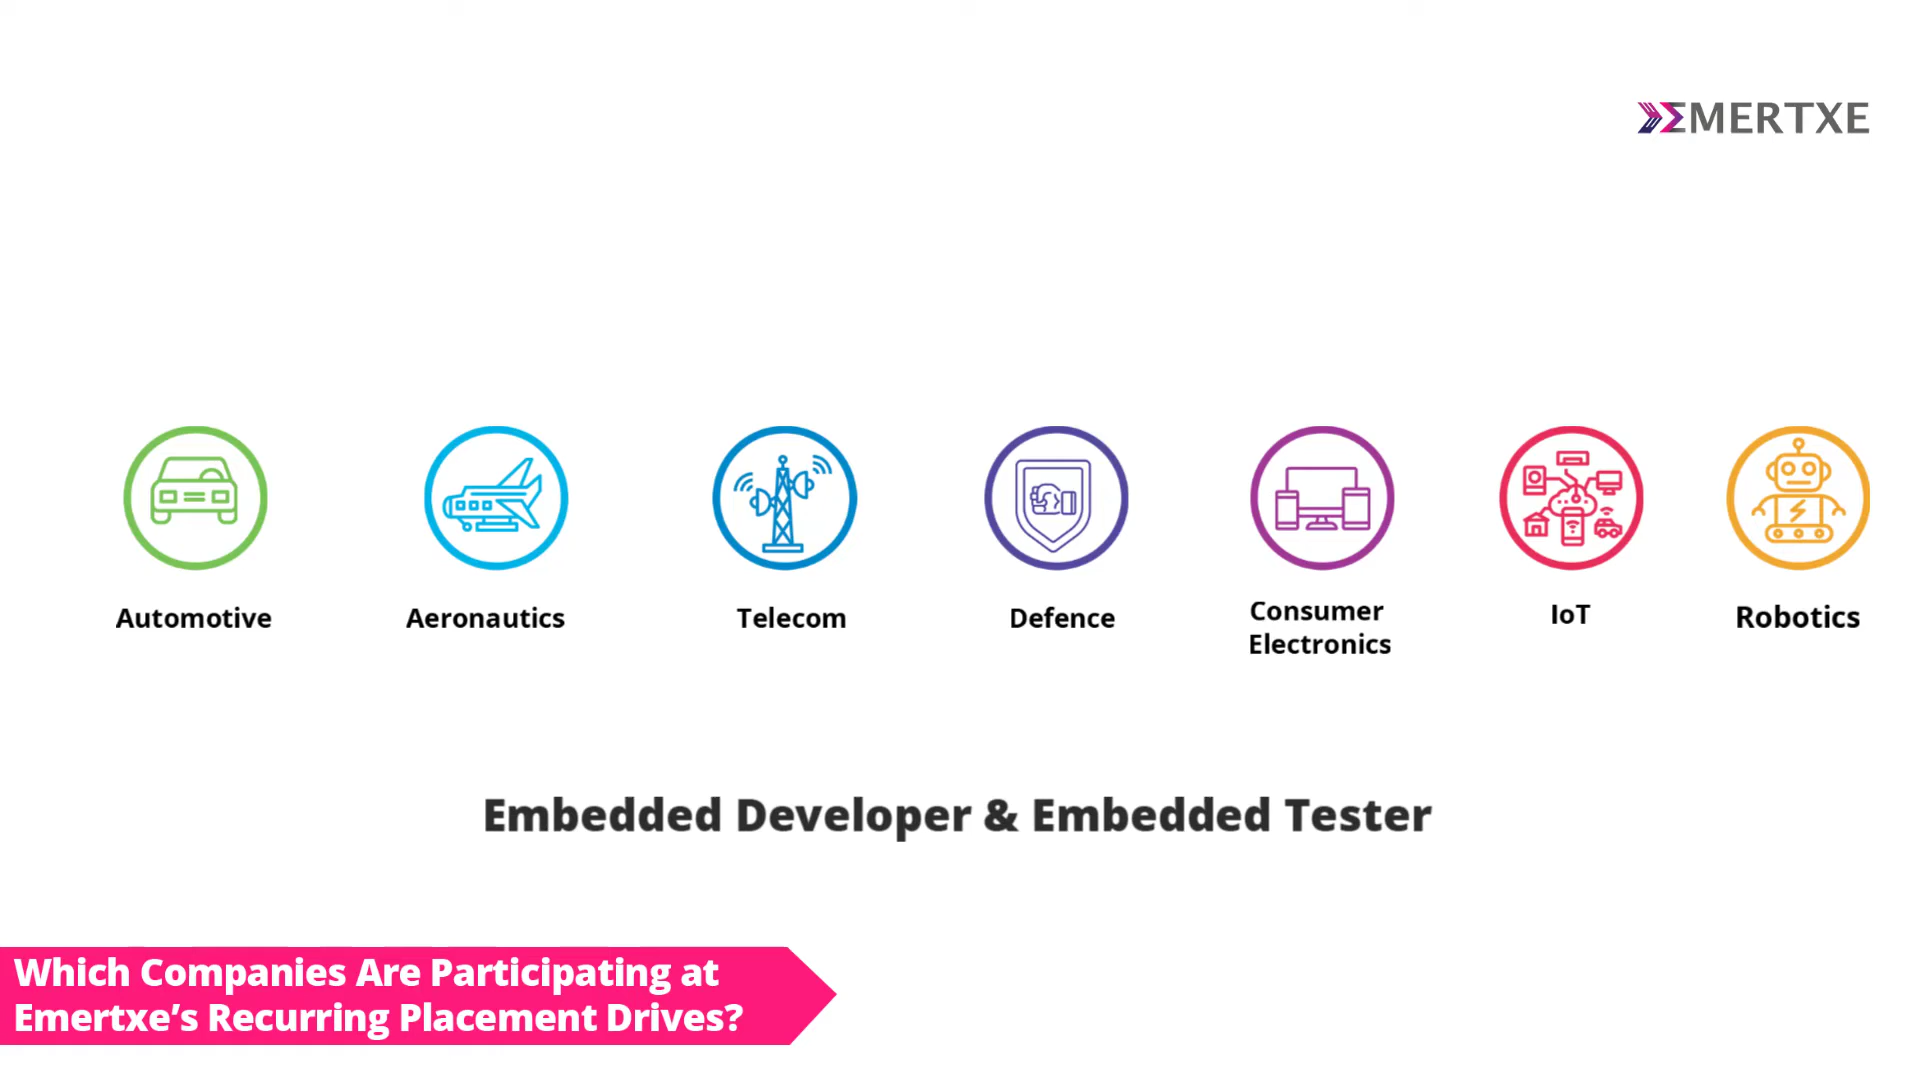 EMERTXE
Automotive
Aeronautics
Telecom
Defence
Consumer
Electronics
IoT
Robotics
Embedded Developer & Embedded Tester
Which Companies Are Participating at
Emertxe’s Recurring Placement Drives?